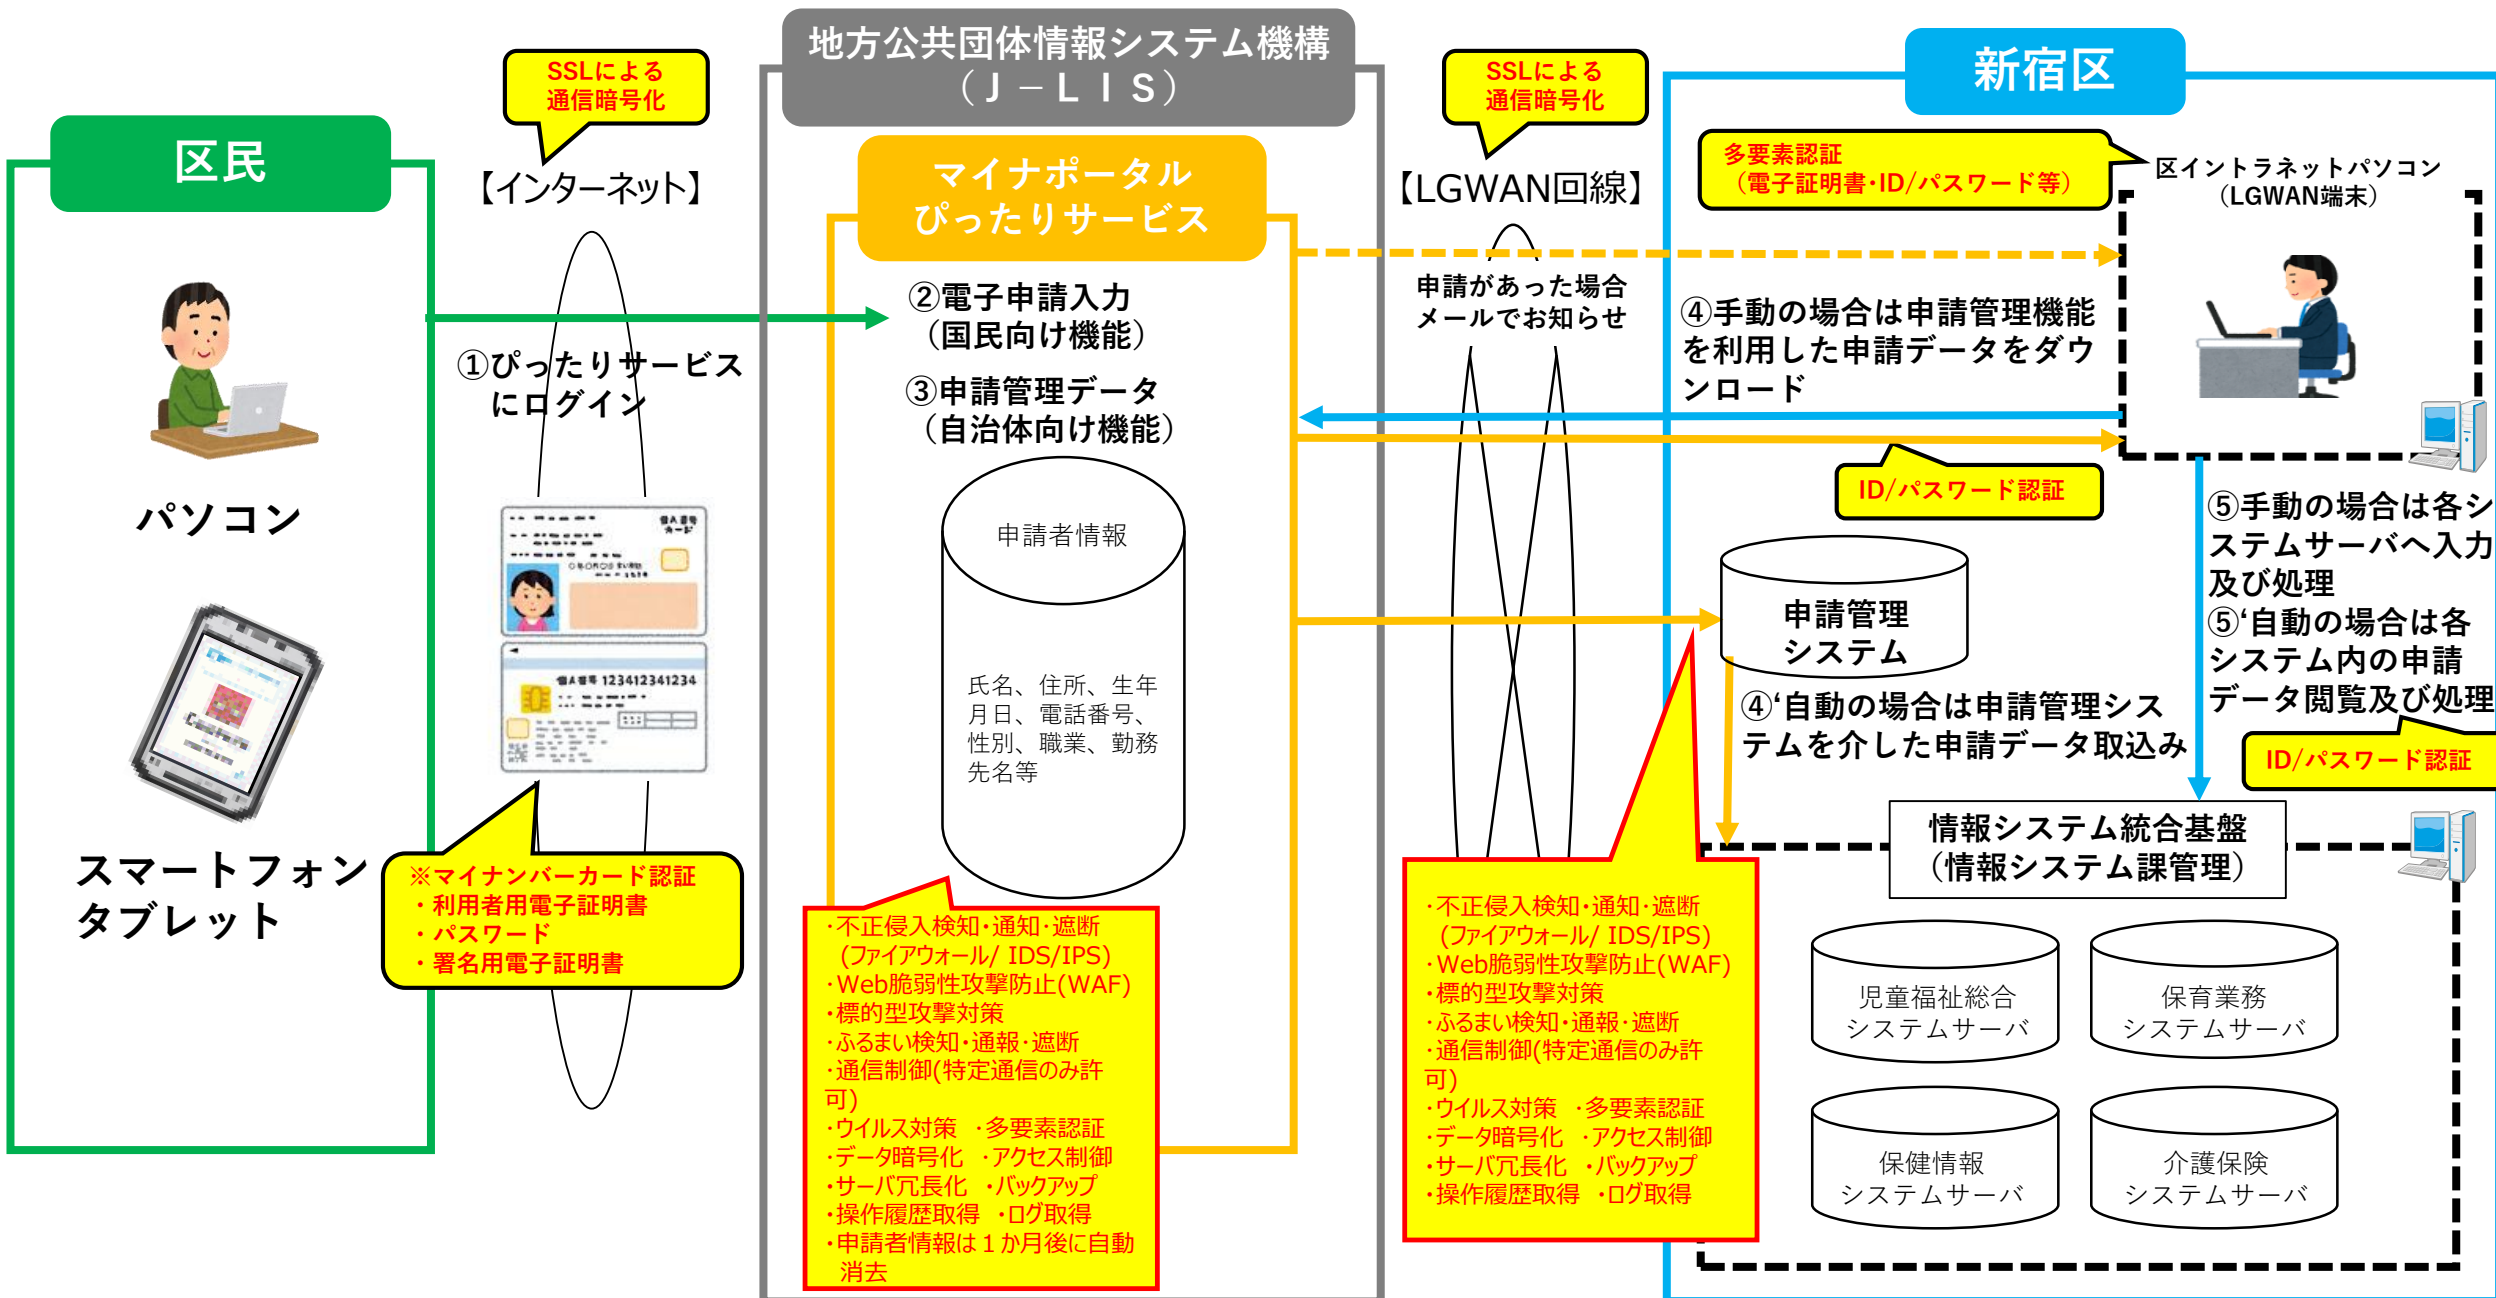 地方公共団体情報システム機構
（Ｊ－ＬＩＳ）
新宿区
区民
SSLによる
通信暗号化
【インターネット】
マイナポータル
ぴったりサービス
SSLによる
通信暗号化
【LGWAN回線】
多要素認証
（電子証明書・ID/パスワード等）
区イントラネットパソコン
（LGWAN端末）
パソコン
スマートフォン
タブレット
①ぴったりサービス
にログイン
個人番号
カード
個人番号 123412341234
※マイナンバーカード認証
・利用者用電子証明書
・パスワード
・署名用電子証明書
②電子申請入力
（国民向け機能）
③申請管理データ
（自治体向け機能）
申請者情報
氏名、住所、生年
月日、電話番号、
性別、職業、勤務
先名等
・不正侵入検知・通知・遮断
(ファイアウォール/ IDS/IPS)
・Web脆弱性攻撃防止(WAF)
・標的型攻撃対策
・ふるまい検知・通報・遮断
・通信制御(特定通信のみ許
可)
・ウイルス対策　・多要素認証
・データ暗号化　・アクセス制御
・サーバ冗長化　・バックアップ
・操作履歴取得　・ログ取得
・申請者情報は１か月後に自動
消去
申請があった場合
メールでお知らせ
④手動の場合は申請管理機能
を利用した申請データをダウ
ンロード
ID/パスワード認証
申請管理
システム
④‘自動の場合は申請管理シス
テムを介した申請データ取込み
⑤手動の場合は各シ
ステムサーバへ入力
及び処理
⑤‘自動の場合は各
システム内の申請
データ閲覧及び処理
ID/パスワード認証
・不正侵入検知・通知・遮断
(ファイアウォール/ IDS/IPS)
・Web脆弱性攻撃防止(WAF)
・標的型攻撃対策
・ふるまい検知・通報・遮断
・通信制御(特定通信のみ許
可)
・ウイルス対策　・多要素認証
・データ暗号化　・アクセス制御
・サーバ冗長化　・バックアップ
・操作履歴取得　・ログ取得
情報システム統合基盤
（情報システム課管理）
児童福祉総合
システムサーバ
保育業務
システムサーバ
保健情報
システムサーバ
介護保険
システムサーバ